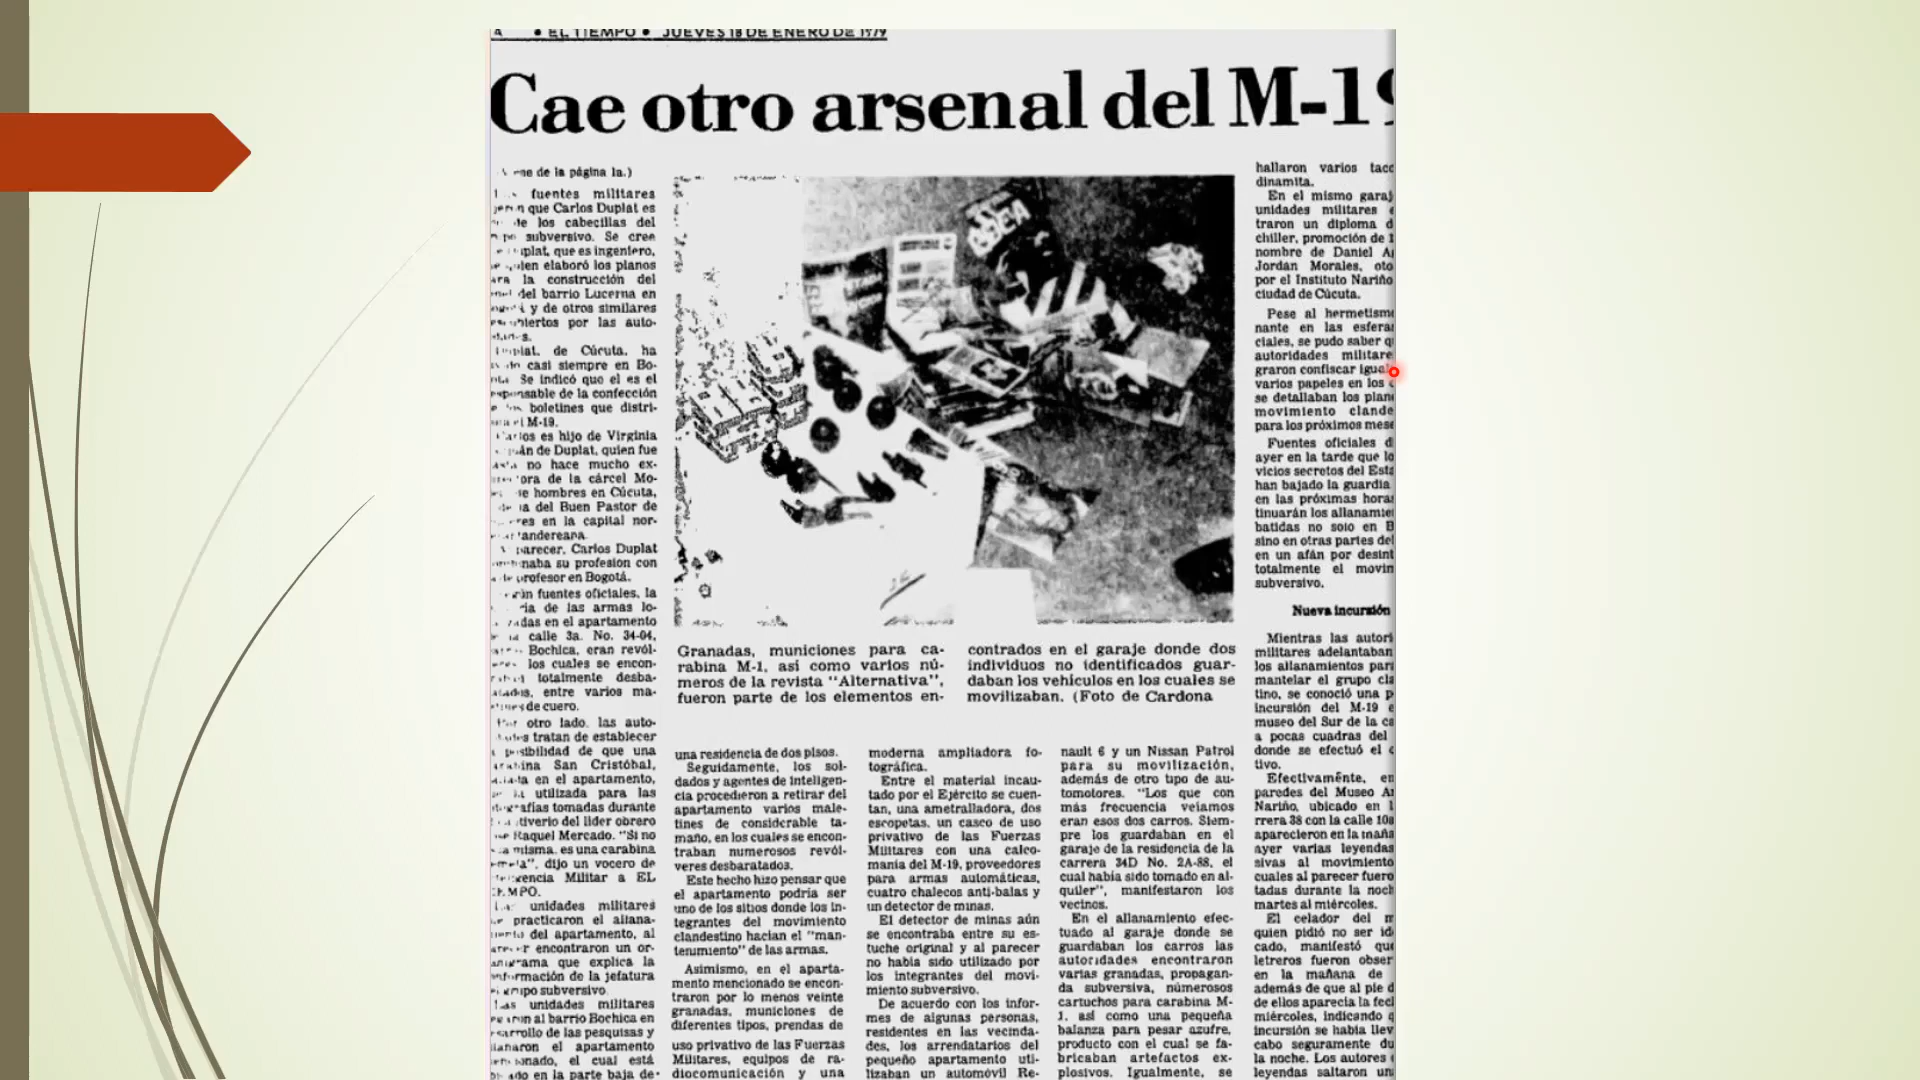 EL TIEMPO ● JUEVES 18 DE ENERO DE 1979
Cae otro arsenal del M-19
de la página 1a.)
fuentes militares
que Carlos Duplat es
de los cabecillas del
subversivo. Se cree
que es ingeniero,
elaboró los planos
la construcción del
del barrio Lucerna en
y de otros similares
por las auto-
de Cúcuta, ha
casi siempre en Bo-
Se indicó que el es el
de la confección
boletines que distri-
M-19.
es hijo de Virginia
de Duplat, quien fue
no hace mucho ex-
de la cárcel Mo-
hombres en Cúcuta,
del Buen Pastor de
en la capital nor-
parecer, Carlos Duplat
su profesion con
profesor en Bogotá.
fuentes oficiales, la
de las armas lo-
en el apartamento
calle 3a. No. 34-04,
Bochica, eran revól-
los cuales se encon-
totalmente desba-
entre varios ma-
de cuero.
otro lado, las auto-
tratan de establecer
posibilidad de que una
San Cristóbal,
en el apartamento,
utilizada para las
tomadas durante
del lider obrero
Raquel Mercado. "Si no
misma, es una carabina
dijo un vocero de
Militar a EL
unidades militares
practicaron el allana-
del apartamento, al
encontraron un or-
que explica la
de la jefatura
grupo subversivo.
unidades militares
al barrio Bochica en
de las pesquisas y
el apartamento
el cual está
en la parte baja de
Granadas, municiones para ca-
rabina M-1, así como varios nú-
meros de la revista "Alternativa",
fueron parte de los elementos en-
contrados en el garaje donde dos
individuos no identificados guar-
daban los vehículos en los cuales se
movilizaban. (Foto de Cardona
una residencia de dos pisos.
Seguidamente, los sol-
dados y agentes de inteligen-
cia procedieron a retirar del
apartamento varios male-
tines de considerable ta-
maño, en los cuales se encon-
traban numerosos revól-
veres desbaratados.
Este hecho hizo pensar que
el apartamento podría ser
uno de los sitios donde los in-
tegrantes del movimiento
clandestino hacían el "man-
tenumiento" de las armas.
Asimismo, en el aparta-
mento mencionado se encon-
traron por lo menos veinte
granadas, municiones de
diferentes tipos, prendas de
uso privativo de las Fuerzas
Militares, equipos de ra-
diocomunicación y una
moderna ampliadora fo-
tográfica.
Entre el material incau-
tado por el Ejército se cuen-
tan, una ametralladora, dos
escopetas, un casco de uso
privativo de las Fuerzas
Militares con una calco-
manía del M-19, proveedores
para armas automáticas,
cuatro chalecos anti-balas y
un detector de minas.
El detector de minas aún
se encontraba entre su es-
tuche original y al parecer
no había sido utilizado por
los integrantes del movi-
miento subversivo.
De acuerdo con los infor-
mes de algunas personas,
residentes en las vecinda-
des, los arrendatarios del
pequeño apartamento uti-
lizaban un automóvil Re-
nault 6 y un Nissan Patrol
para su movilización,
además de otro tipo de au-
tomotores. "Los que con
más frecuencia veíamos
eran esos dos carros. Siem-
pre los guardaban en el
garaje de la residencia de la
carrera 34D No. 2A-88, el
cual había sido tomado en al-
quiler", manifestaron los
vecinos.
En el allanamiento efec-
tuado al garaje donde se
guardaban los carros las
autoridades encontraron
varias granadas, propagan-
da subversiva, númerosos
cartuchos para carabina M-
1, así como una pequeña
balanza para pesar azufre,
producto con el cual se fa-
bricaban artefactos ex-
plosivos. Igualmente, se
hallaron varios tac
dinamita.
En el mismo garaj
unidades militares
traron un diploma d
chiller, promoción de 1
nombre de Daniel A
Jordán Morales, oto
por el Instituto Nariño
ciudad de Cúcuta.
Pese al hermetism
nante en las esfera
ciales, se pudo saber q
autoridades militare
graron confiscar igual
varios papeles en los
se detallaban los plan
movimiento clande
para los próximos mese
Fuentes oficiales d
ayer en la tarde que lo
vicios secretos del Esta
han bajado la guardia
en las próximas hora
tinuarán los allanamie
batidas no solo en B
sino en otras partes del
en un afán por desint
totalmente el movim
subversivo.
Nueva incursión
Mientras las autori
militares adelantaban
los allanamientos para
mantelar el grupo cla
tino, se conoció una p
incursión del M-19 e
museo del Sur de la ca
a pocas cuadras del
donde se efectuó el
tivo.
Efectivamente, en
paredes del Museo A
Nariño, ubicado en l
rrera 38 con la calle 10a
aparecieron en la maña
ayer varias leyendas
sivas al movimiento
cuales al parecer fuero
tadas durante la noch
martes al miércoles.
El celador del m
quien pidió no ser id
cado, manifestó que
letreros fueron obser
en la mañana de
además de que al pie d
de ellos aparecía la fec
miércoles, indicando q
incursión se había llev
cabo seguramente du
la noche. Los autores
leyendas saltaron un